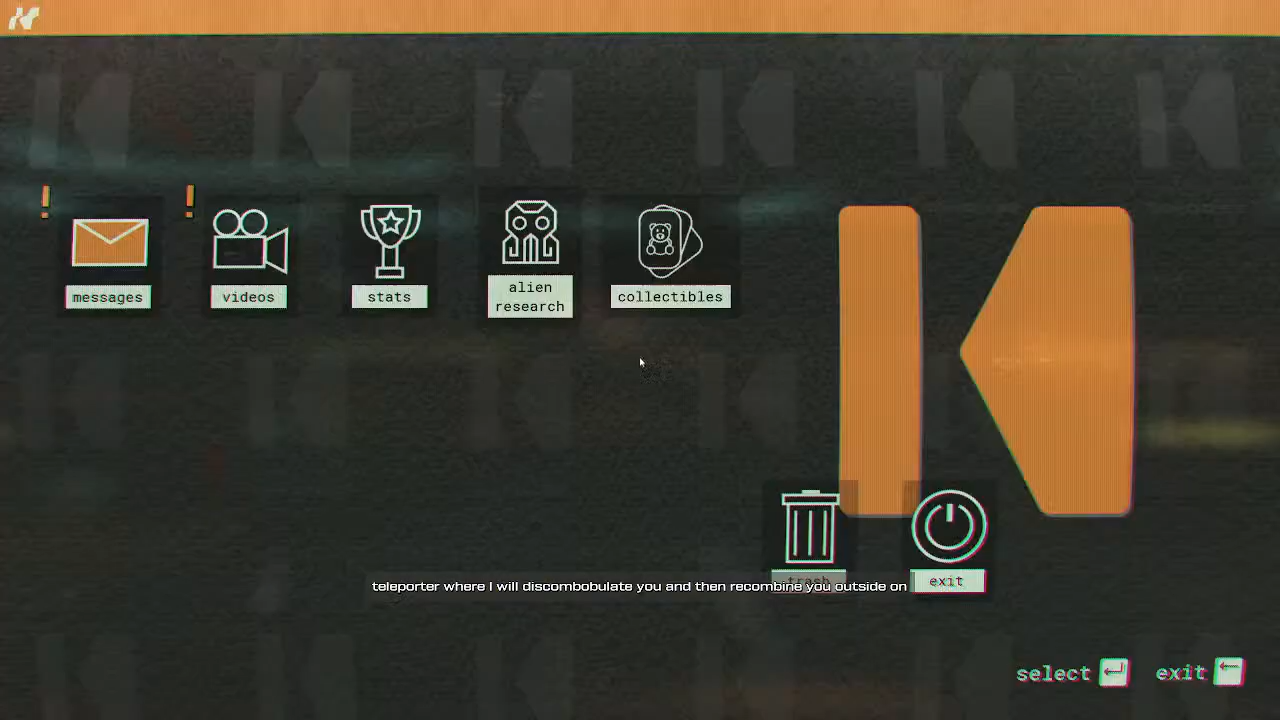 !
!
messages
videos
stats
alien
research
collectibles
trash
exit
teleporter where I will discombobulate you and then recombine you outside on
select
exit